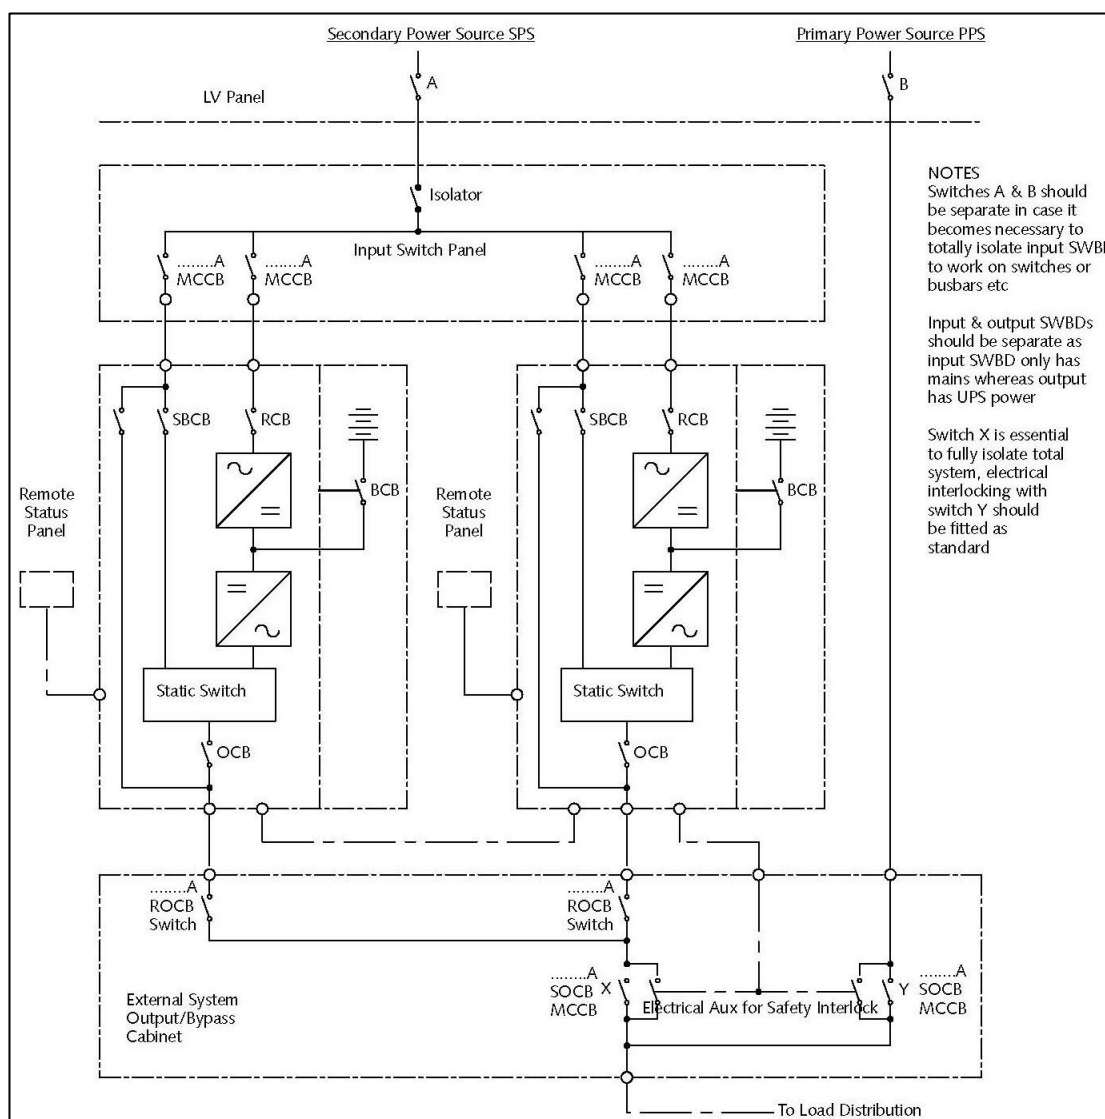 Secondary Power Source SPS
Primary Power Source PPS
A
B
LV Panel
Isolator
Input Switch Panel
........A
MCCB
........A
MCCB
........A
MCCB
........A
MCCB
NOTES
Switches A & B should
be separate in case it
becomes necessary to
totally isolate input SWB
to work on switches or
busbars etc
Input & output SWBDs
should be separate as
input SWBD only has
mains whereas output
has UPS power
Switch X is essential
to fully isolate total
system, electrical
interlocking with
switch Y should
be fitted as
standard
SBCB
RCB
BCB
Remote
Status
Panel
Static Switch
OCB
SBCB
RCB
BCB
Remote
Status
Panel
Static Switch
OCB
........A
ROCB
Switch
........A
ROCB
Switch
........A
SOCB
MCCB
X
Electrical Aux for Safety Interlock
Y
........A
SOCB
MCCB
External System
Output/Bypass
Cabinet
To Load Distribution